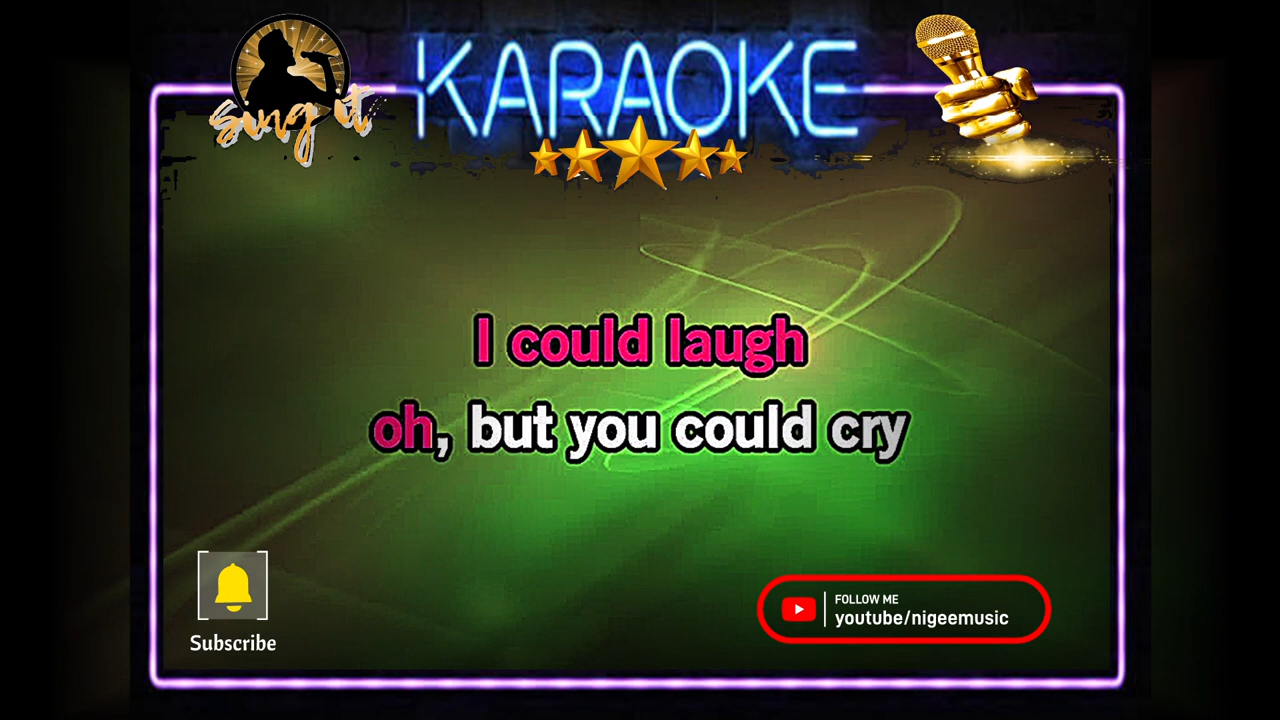 sing it
KARAOKE
I could laugh
oh, but you could cry
Subscribe
FOLLOW ME
youtube/nigeemusic